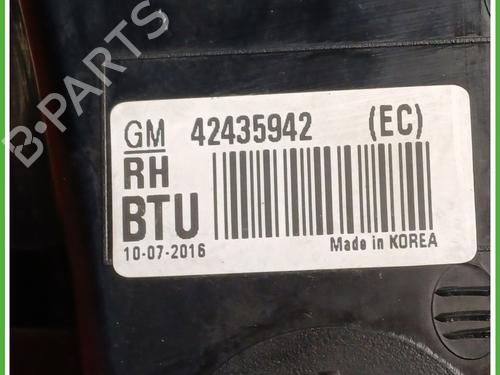 B-PARTS
GM 42435942 (EC)
RH
BTU
10-07-2016 Made in KOREA